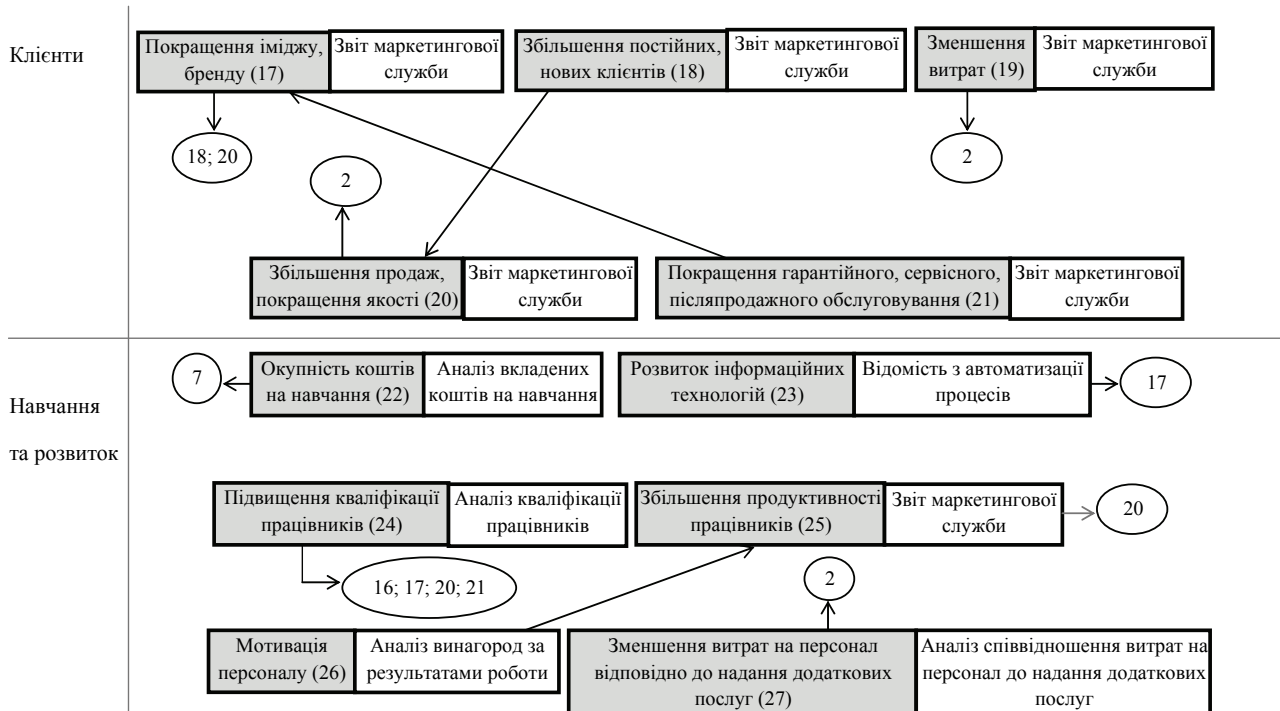 Клієнти
Покращення іміджу,
бренду (17)
Звіт маркетингової
служби
Збільшення постійних,
нових клієнтів (18)
Звіт маркетингової
служби
Зменшення
витрат (19)
Звіт маркетингової
служби
18; 20
2
2
Збільшення продаж,
покращення якості (20)
Звіт маркетингової
служби
Покращення гарантійного, сервісного,
післяпродажного обслуговування (21)
Звіт маркетингової
служби
Навчання
та розвиток
7
Окупність коштів
на навчання (22)
Аналіз вкладених
коштів на навчання
Розвиток інформаційних
технологій (23)
Відомість з автоматизації
процесів
17
Підвищення кваліфікації
працівників (24)
Аналіз кваліфікації
працівників
Збільшення продуктивності
працівників (25)
Звіт маркетингової
служби
20
16; 17; 20; 21
2
Мотивація
персоналу (26)
Аналіз винагород за
результатами роботи
Зменшення витрат на персонал
відповідно до надання додаткових
послуг (27)
Аналіз співвідношення витрат на
персонал до надання додаткових
послуг